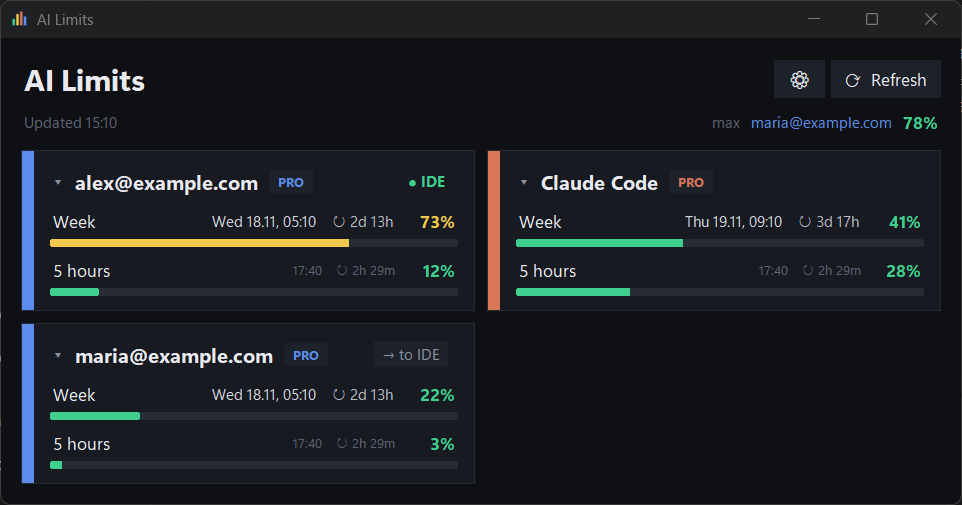 AI Limits
AI Limits
Refresh
Updated 15:10
max maria@example.com 78%
alex@example.com PRO ● IDE
Week Wed 18.11, 05:10 2d 13h 73%
5 hours 17:40 2h 29m 12%
Claude Code PRO
Week Thu 19.11, 09:10 3d 17h 41%
5 hours 17:40 2h 29m 28%
maria@example.com PRO → to IDE
Week Wed 18.11, 05:10 2d 13h 22%
5 hours 17:40 2h 29m 3%